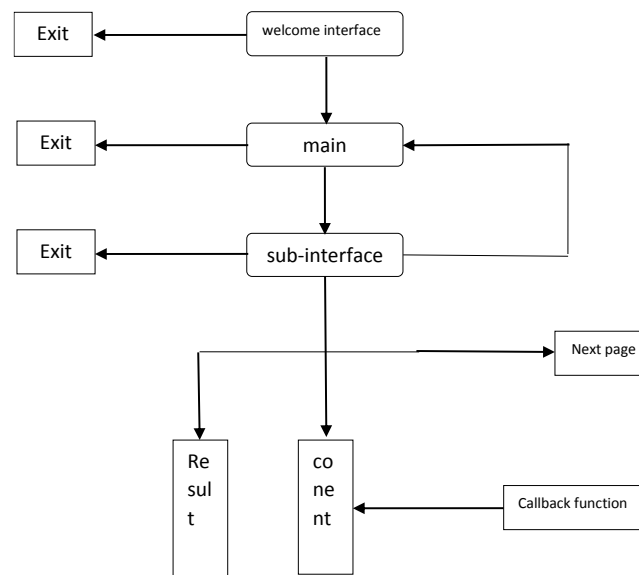 Exit
welcome interface
Exit
main
Exit
sub-interface
Next page
Re
sul
t
co
ne
nt
Callback function